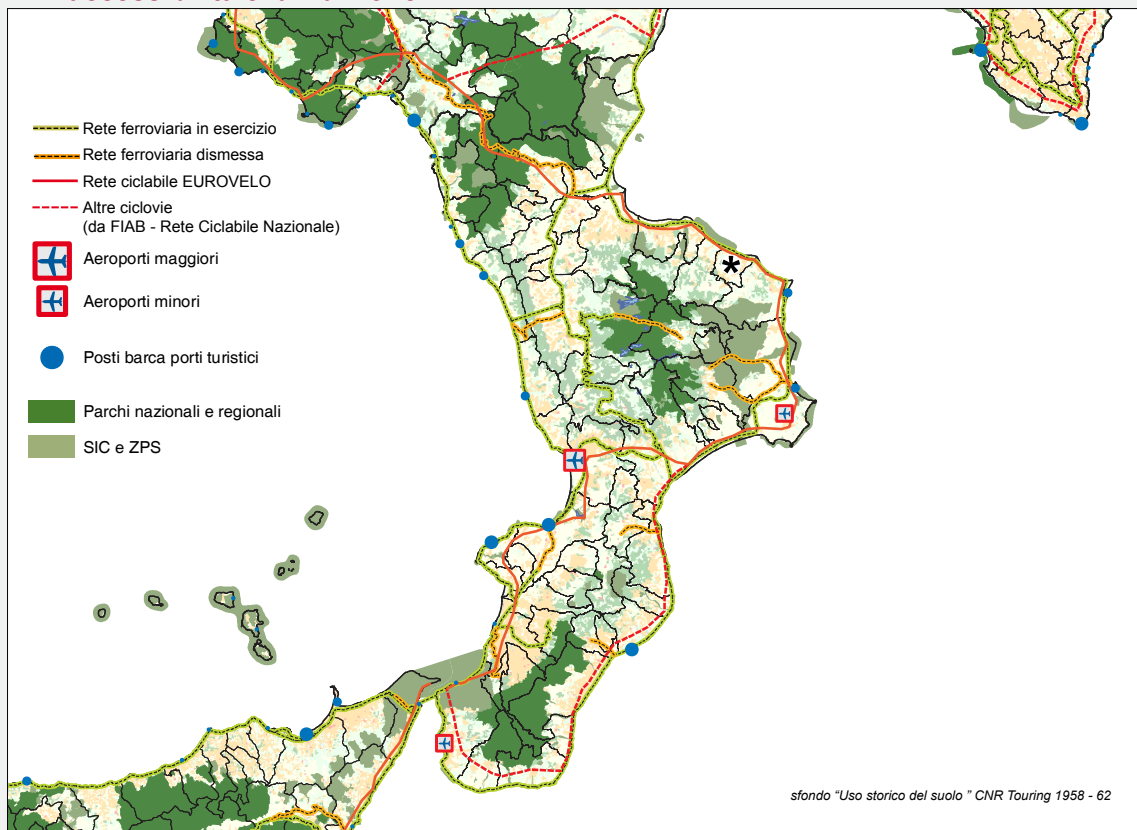 Rete ferroviaria in esercizio
Rete ferroviaria dismessa
Rete ciclabile EUROVELO
Altre ciclovie
(da FIAB - Rete Ciclabile Nazionale)
Aeroporti maggiori
Aeroporti minori
Posti barca porti turistici
Parchi nazionali e regionali
SIC e ZPS
*
sfondo “Uso storico del suolo ” CNR Touring 1958 - 62